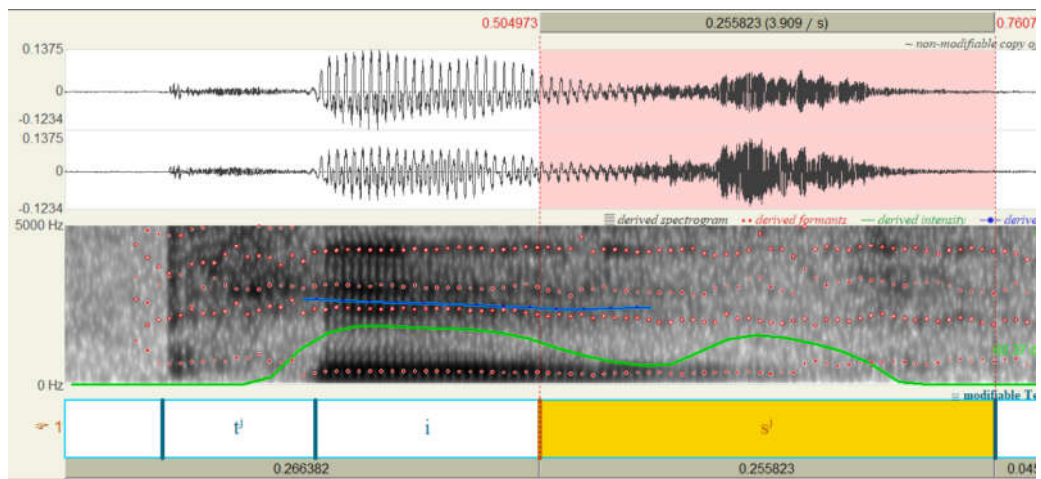 0.504973 0.255823 (3.909 / s) 0.7607
~ non-modifiable copy of
0.1375
0
-0.1234
0.1375
0
-0.1234
5000 Hz derived spectrogram derived formants derived intensity derive
0 Hz
modifiable Te
1 tʲ i sʲ
0.266382 0.255823 0.045